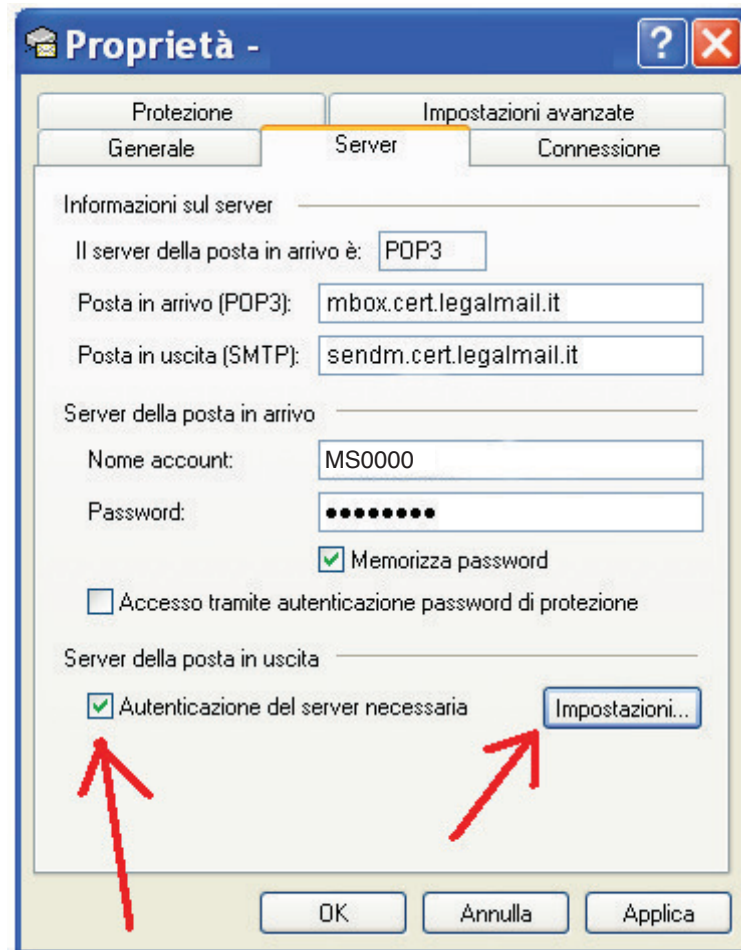 Proprietà -
Protezione Impostazioni avanzate
Generale Server Connessione
Informazioni sul server
Il server della posta in arrivo è: POP3
Posta in arrivo (POP3): mbox.cert.legalmail.it
Posta in uscita (SMTP): sendm.cert.legalmail.it
Server della posta in arrivo
Nome account: MS0000
Password: ●●●●●●●●
Memorizza password
Accesso tramite autenticazione password di protezione
Server della posta in uscita
Autenticazione del server necessaria Impostazioni...
OK Annulla Applica